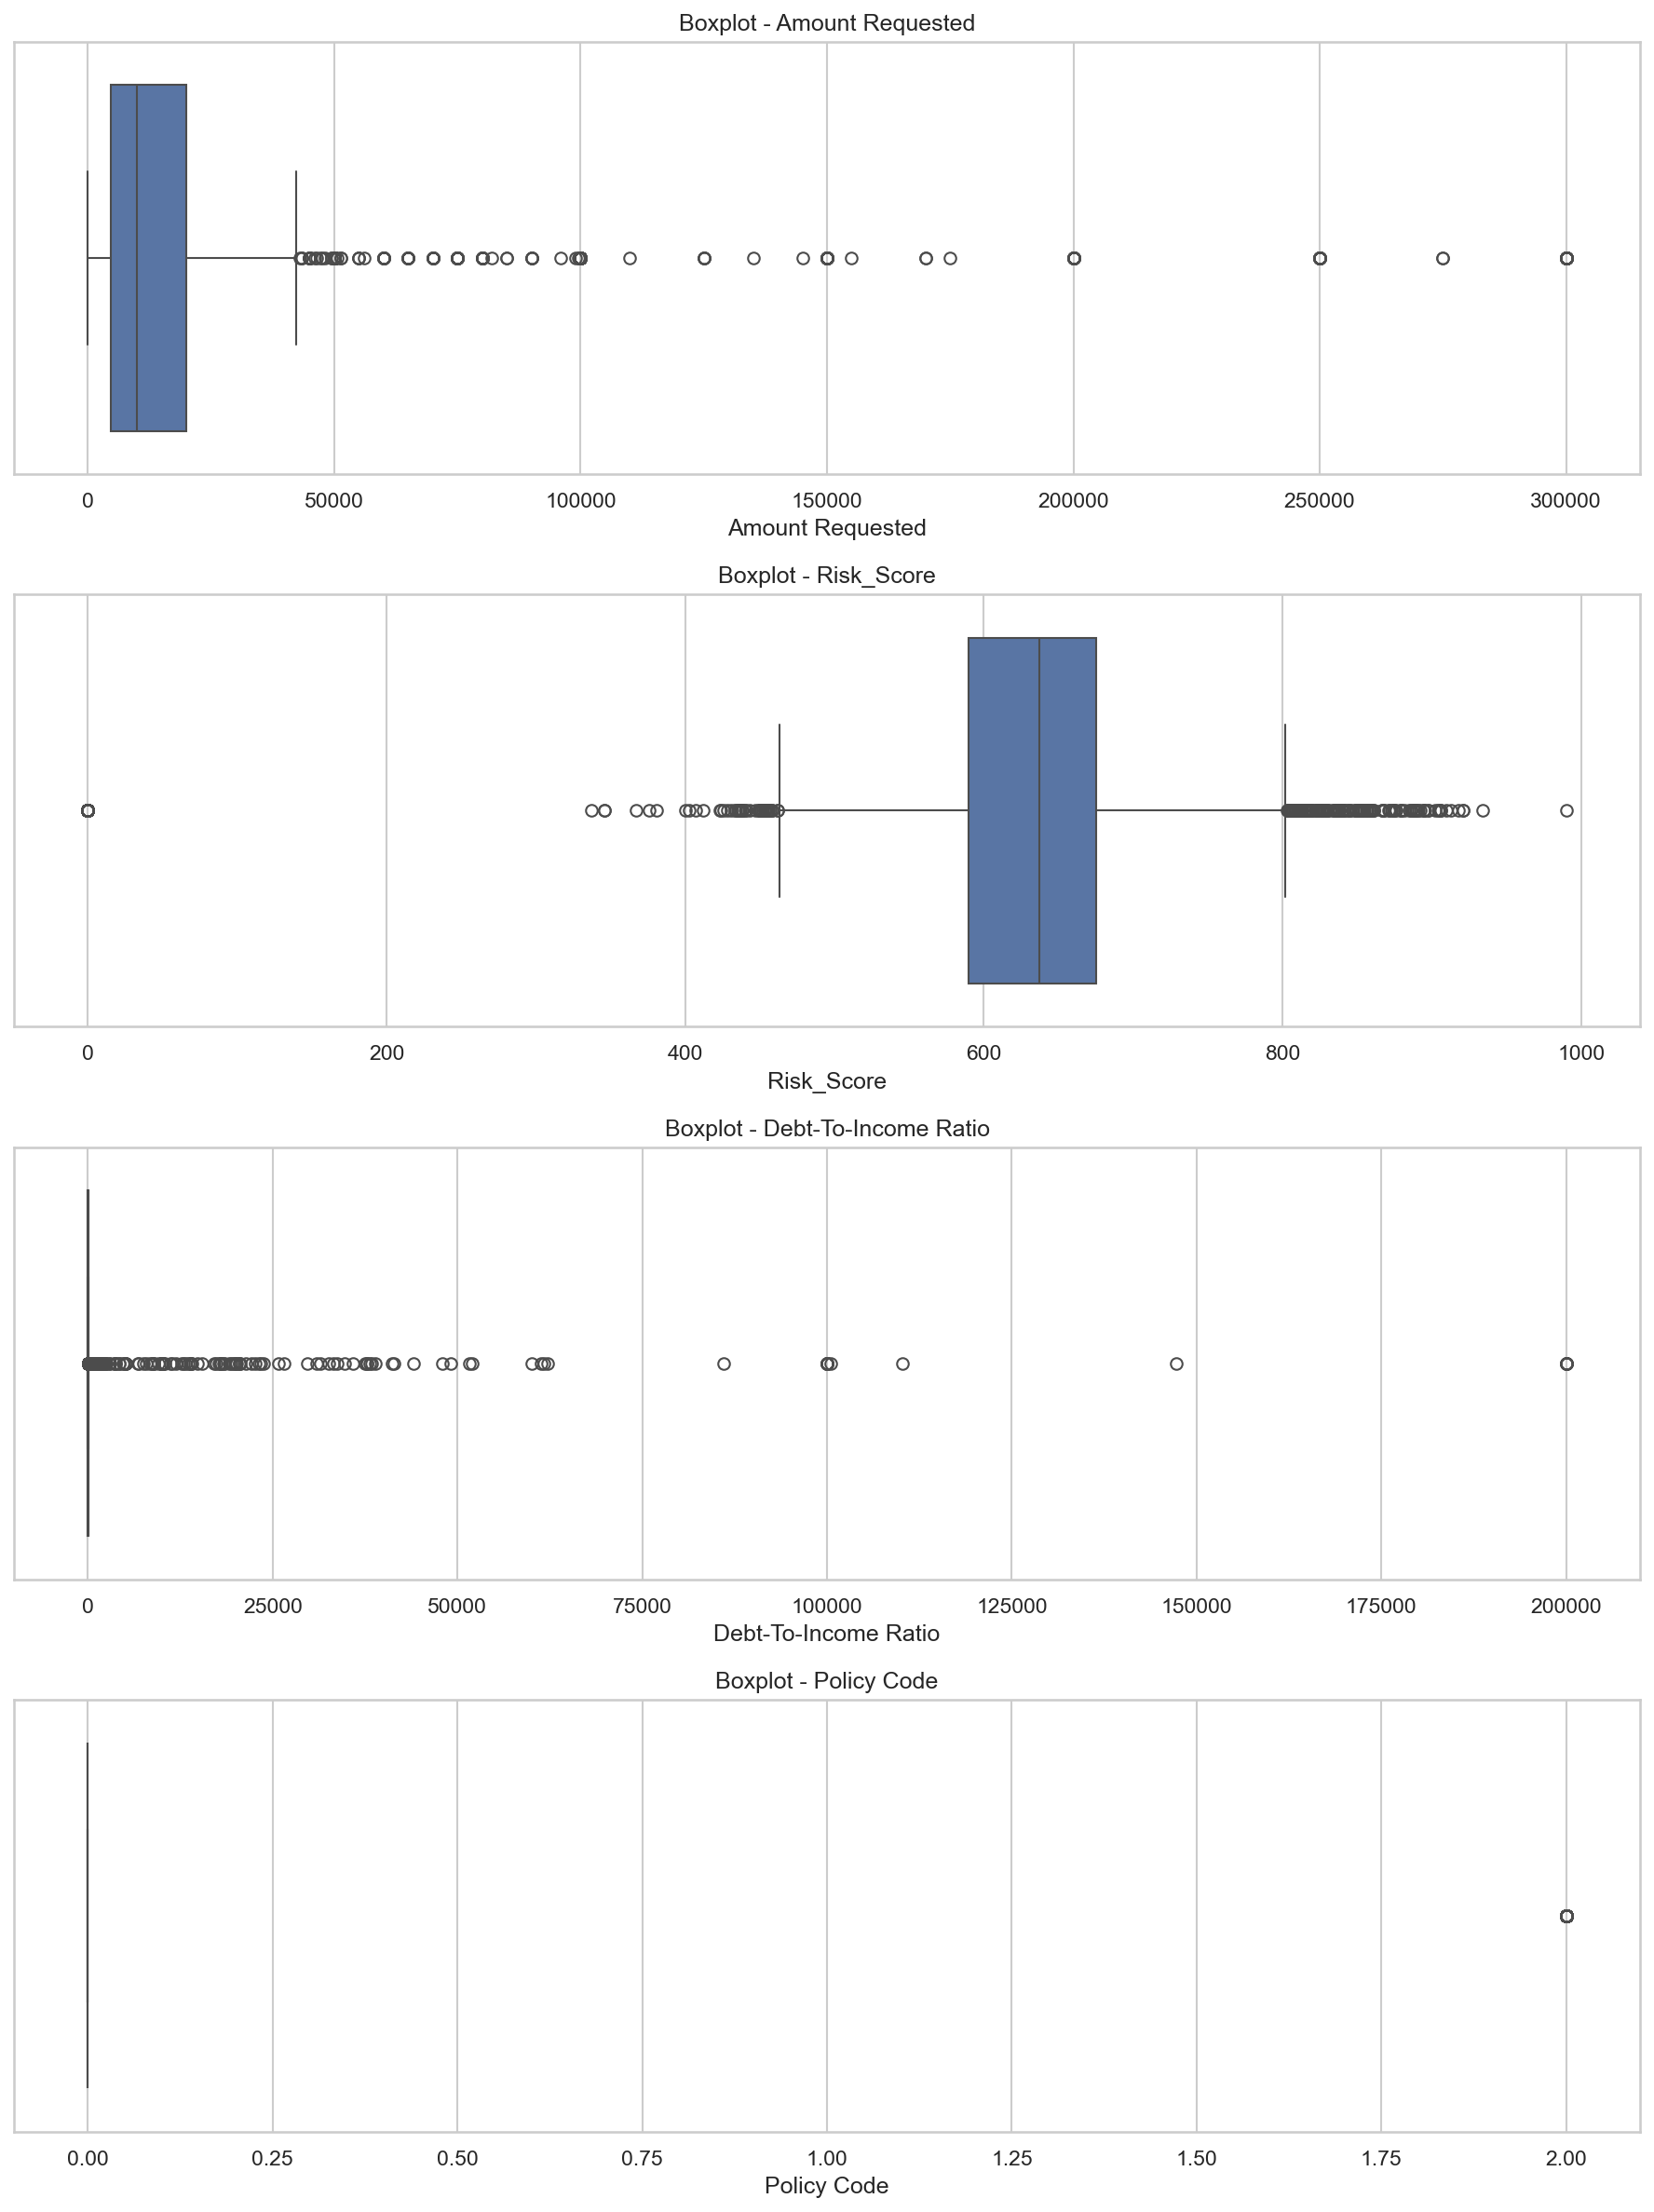 Boxplot - Amount Requested
0 50000 100000 150000 200000 250000 300000
Amount Requested
Boxplot - Risk_Score
0 200 400 600 800 1000
Risk_Score
Boxplot - Debt-To-Income Ratio
0 25000 50000 75000 100000 125000 150000 175000 200000
Debt-To-Income Ratio
Boxplot - Policy Code
0.00 0.25 0.50 0.75 1.00 1.25 1.50 1.75 2.00
Policy Code